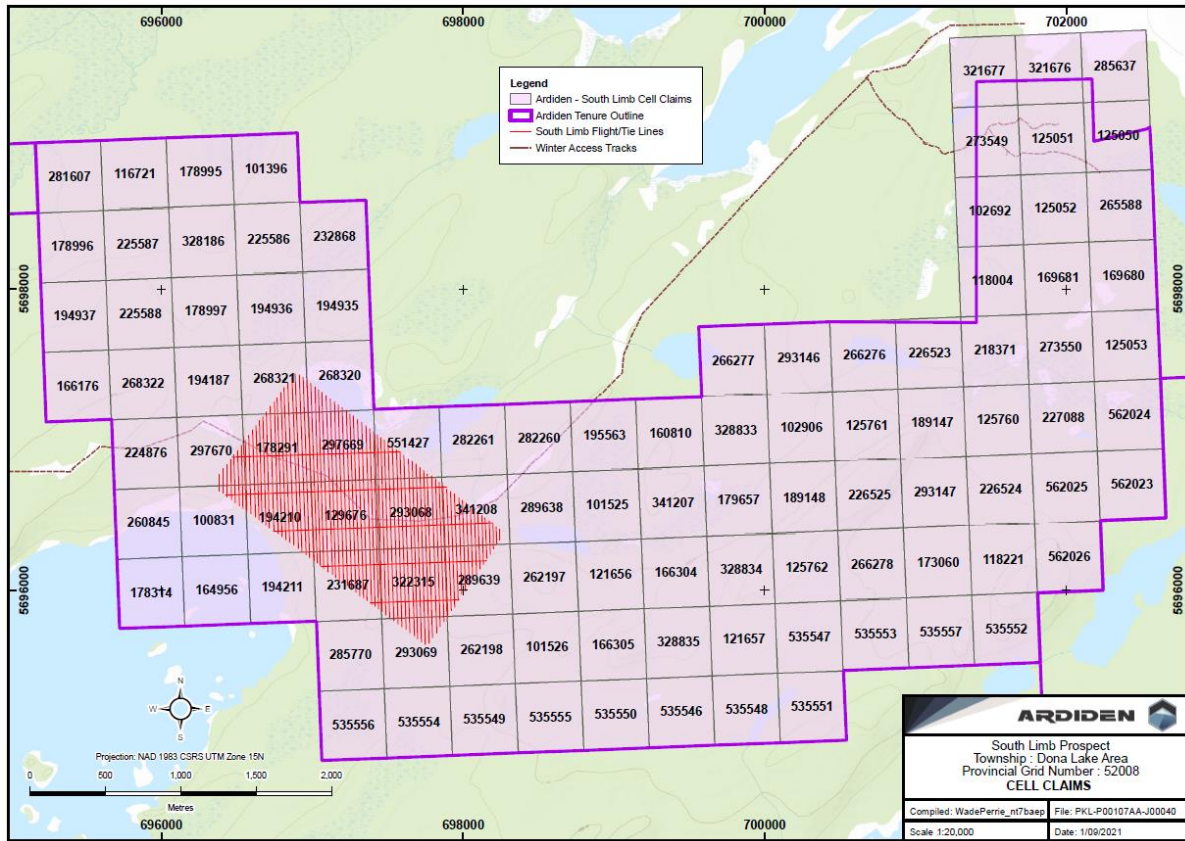 696000 698000 700000 702000
Legend
Ardiden - South Limb Cell Claims
Ardiden Tenure Outline
South Limb Flight/Tie Lines
Winter Access Tracks
321677 321676 285637
273549 125051 125050
281607 116721 178995 101396
102692 125052 265588
178996 225587 328186 225586 232868
118004 169681 169680
5698000 5698000
194937 225588 178997 194936 194935
266277 293146 266276 226523 218371 273550 125053
166176 268322 194187 268321 268320
224876 297670 178291 297669 551427 282261 282260 195563 160810 328833 102906 125761 189147 125760 227088 562024
260845 100831 194210 129676 293068 341208 289638 101525 341207 179657 189148 226525 293147 226524 562025 562023
178314 164956 194211 231687 322315 289639 262197 121656 166304 328834 125762 266278 173060 118221 562026
5696000 5696000
285770 293069 262198 101526 166305 328835 121657 535547 535553 535557 535552
535556 535554 535549 535555 535550 535546 535548 535551
N
W E
S
Projection: NAD 1983 CSRS UTM Zone 15N
0 500 1,000 1,500 2,000
Metres
696000 698000 700000
ARDIDEN
South Limb Prospect
Township : Dona Lake Area
Provincial Grid Number : 52008
CELL CLAIMS
Compiled: WadePerrie_nt7baep File: PKL-P00107AA-J00040
Scale 1:20,000 Date: 1/09/2021